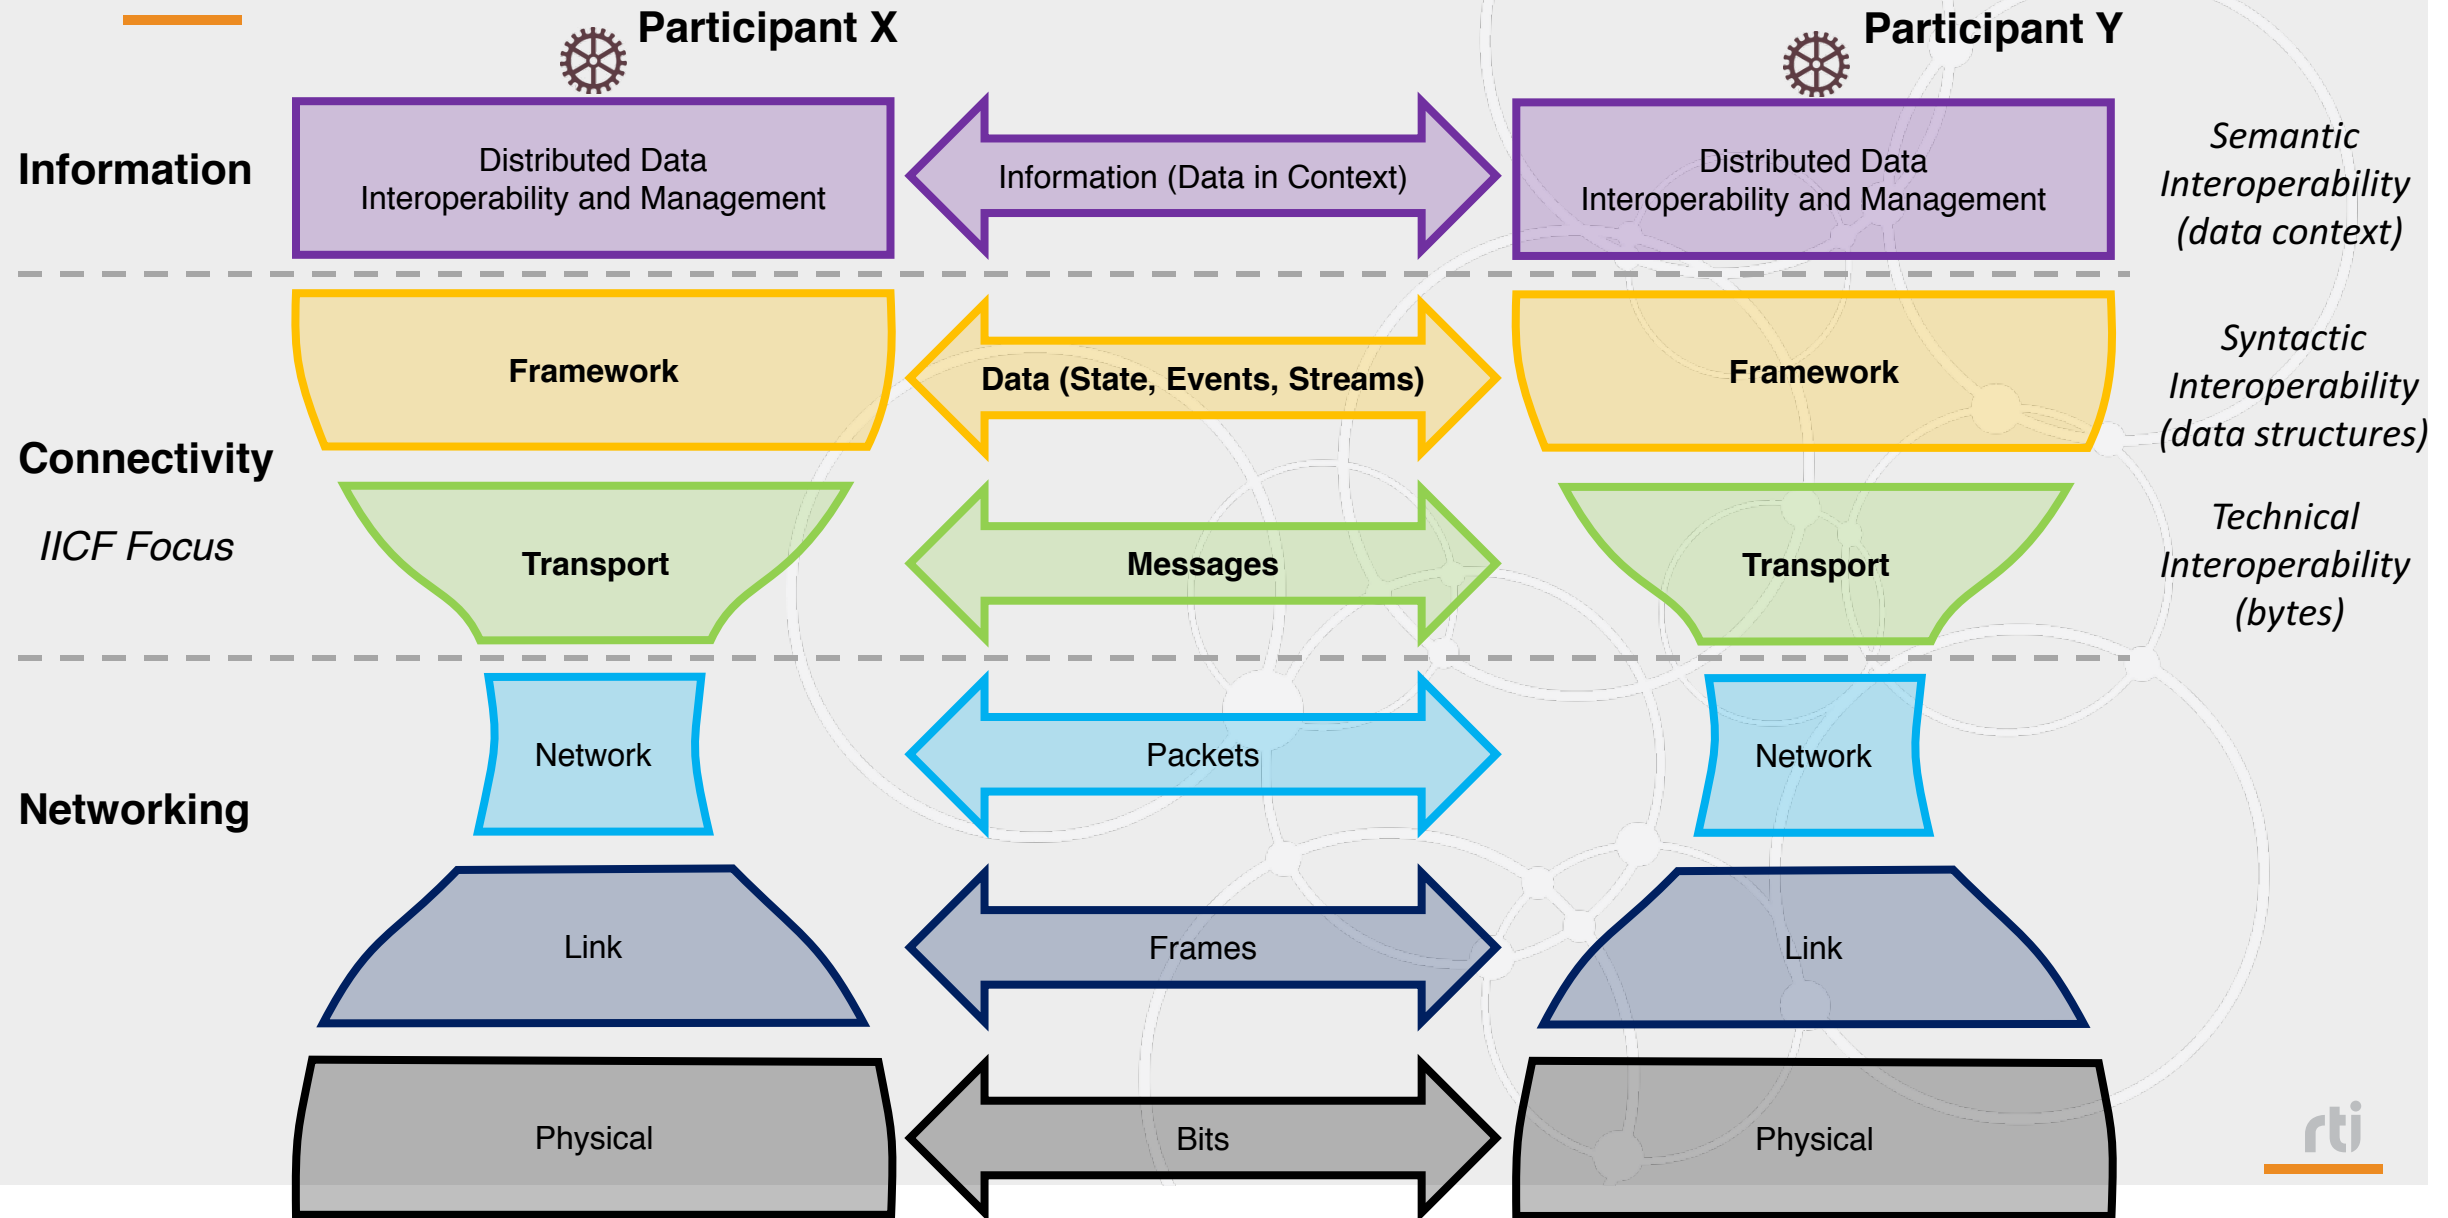 Participant X
Participant Y
Information
Distributed Data
Interoperability and Management
Information (Data in Context)
Distributed Data
Interoperability and Management
Semantic
Interoperability
(data context)
Framework
Data (State, Events, Streams)
Framework
Syntactic
Interoperability
(data structures)
Connectivity
IICF Focus
Transport
Messages
Transport
Technical
Interoperability
(bytes)
Network
Packets
Network
Networking
Link
Frames
Link
Physical
Bits
Physical
rti